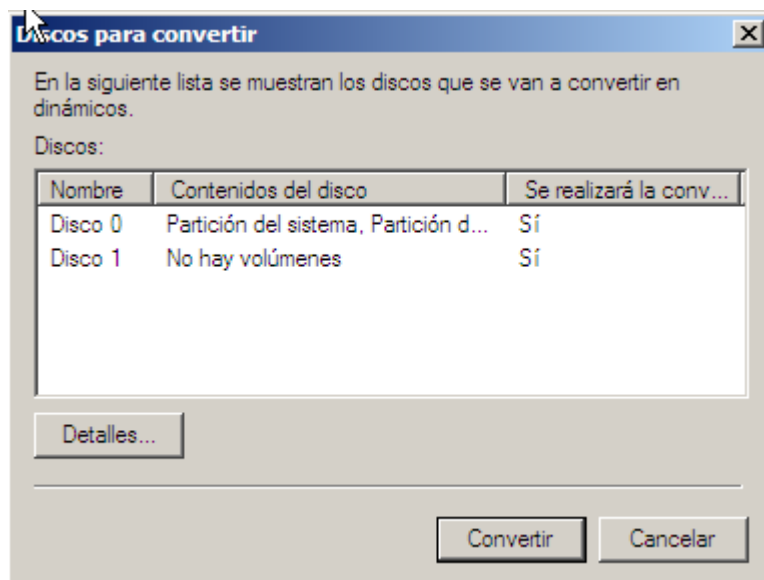 Discos para convertir
En la siguiente lista se muestran los discos que se van a convertir en
dinámicos.
Discos:
Nombre Contenidos del disco Se realizará la conv...
Disco 0 Partición del sistema, Partición d... Sí
Disco 1 No hay volúmenes Sí
Detalles...
Convertir Cancelar